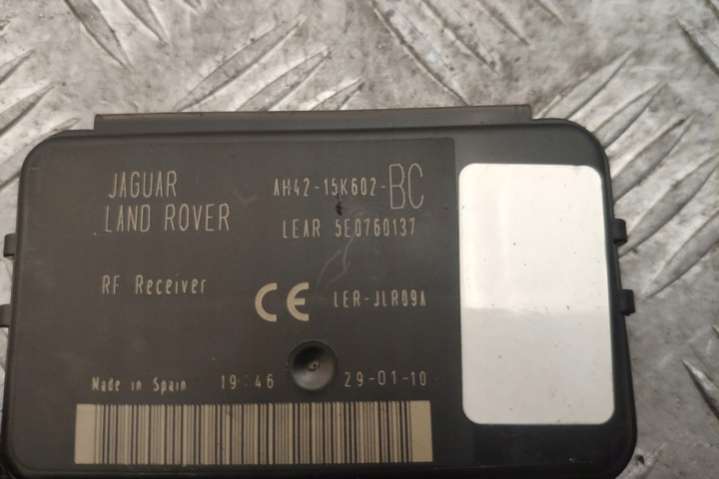 JAGUAR
LAND ROVER
AH42-15K602-BC
LEAR 5E0760137
RF Receiver
CE LER-JLR09A
Made in Spain 19:46 29-01-10